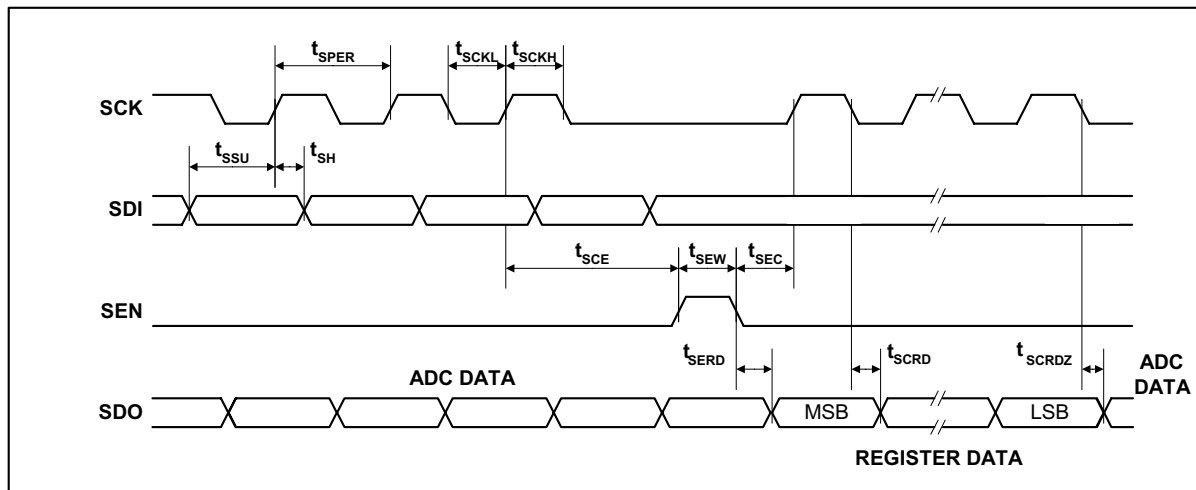 tSPER
tSCKL
tSCKH
SCK
tSSU
tSH
SDI
tSCE
tSEW
tSEC
SEN
tSERD
tSCRD
tSCRDZ
ADC DATA
ADC
DATA
SDO
MSB
LSB
REGISTER DATA